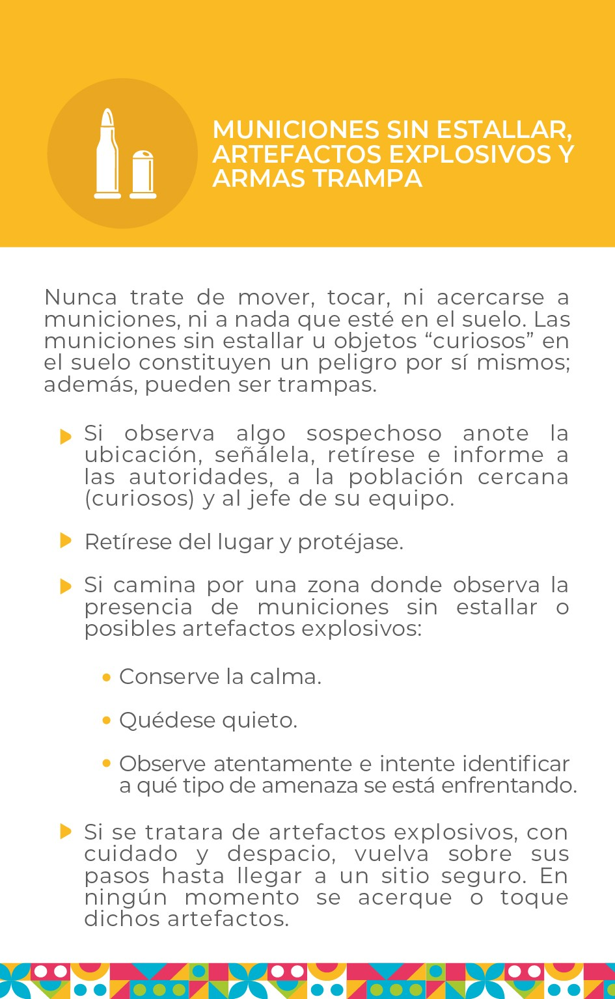 MUNICIONES SIN ESTALLAR,
ARTEFACTOS EXPLOSIVOS Y
ARMAS TRAMPA
Nunca trate de mover, tocar, ni acercarse a
municiones, ni a nada que esté en el suelo. Las
municiones sin estallar u objetos “curiosos” en
el suelo constituyen un peligro por sí mismos;
además, pueden ser trampas.
Si observa algo sospechoso anote la
ubicación, señálela, retírese e informe a
las autoridades, a la población cercana
(curiosos) y al jefe de su equipo.
Retírese del lugar y protéjase.
Si camina por una zona donde observa la
presencia de municiones sin estallar o
posibles artefactos explosivos:
Conserve la calma.
Quédese quieto.
Observe atentamente e intente identificar
a qué tipo de amenaza se está enfrentando.
Si se tratara de artefactos explosivos, con
cuidado y despacio, vuelva sobre sus
pasos hasta llegar a un sitio seguro. En
ningún momento se acerque o toque
dichos artefactos.